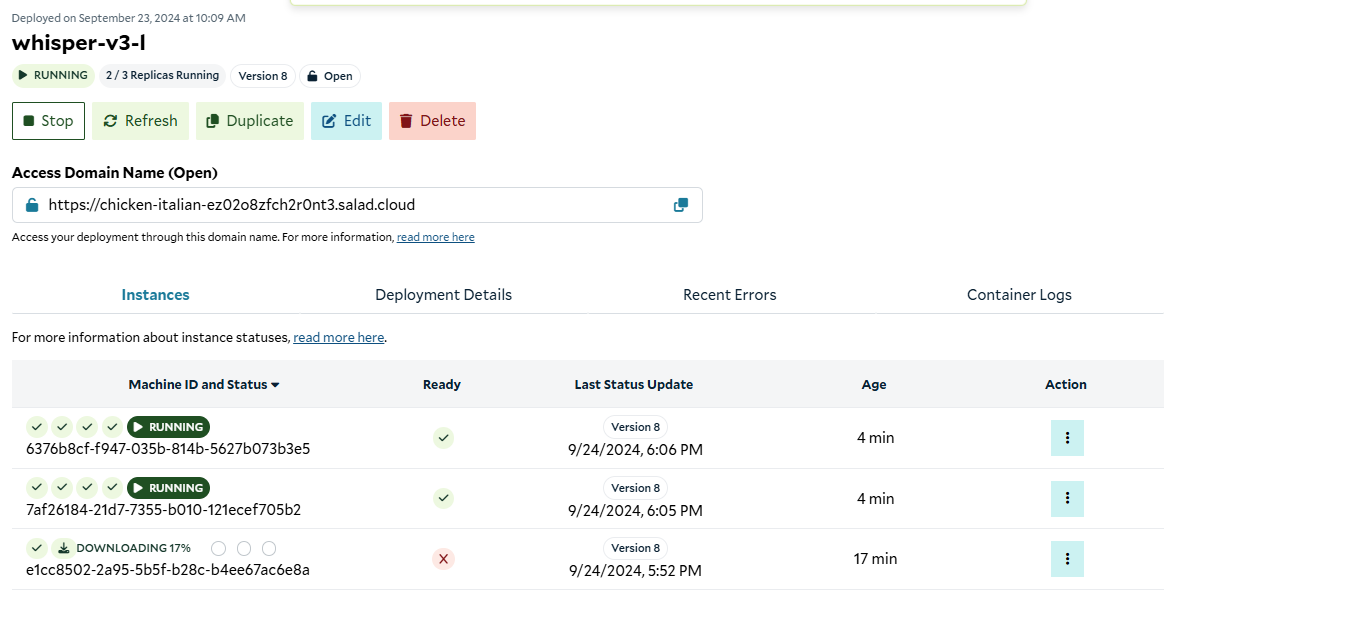 Deployed on September 23, 2024 at 10:09 AM
whisper-v3-l
RUNNING 2 / 3 Replicas Running Version 8 Open
Stop Refresh Duplicate Edit Delete
Access Domain Name (Open)
https://chicken-italian-ez02o8zfch2r0nt3.salad.cloud
Access your deployment through this domain name. For more information, read more here
Instances Deployment Details Recent Errors Container Logs
For more information about instance statuses, read more here.
Machine ID and Status Ready Last Status Update Age Action
RUNNING Version 8
6376b8cf-f947-035b-814b-5627b073b3e5 9/24/2024, 6:06 PM 4 min
RUNNING Version 8
7af26184-21d7-7355-b010-121ecef705b2 9/24/2024, 6:05 PM 4 min
DOWNLOADING 17% Version 8
e1cc8502-2a95-5b5f-b28c-b4ee67ac6e8a 9/24/2024, 5:52 PM 17 min